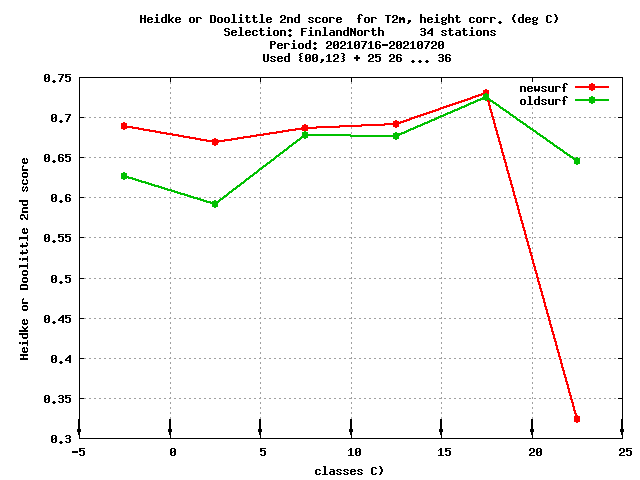 Heidke or Doolittle 2nd score  for T2m, height corr. (deg C)
Selection: FinlandNorth     34 stations
Period: 20210716-20210720
Used {00,12} + 25 26 ... 36
newsurf
oldsurf
0.75
0.7
0.65
0.6
0.55
0.5
0.45
0.4
0.35
0.3
Heidke or Doolittle 2nd score
-5 0 5 10 15 20 25
classes C)